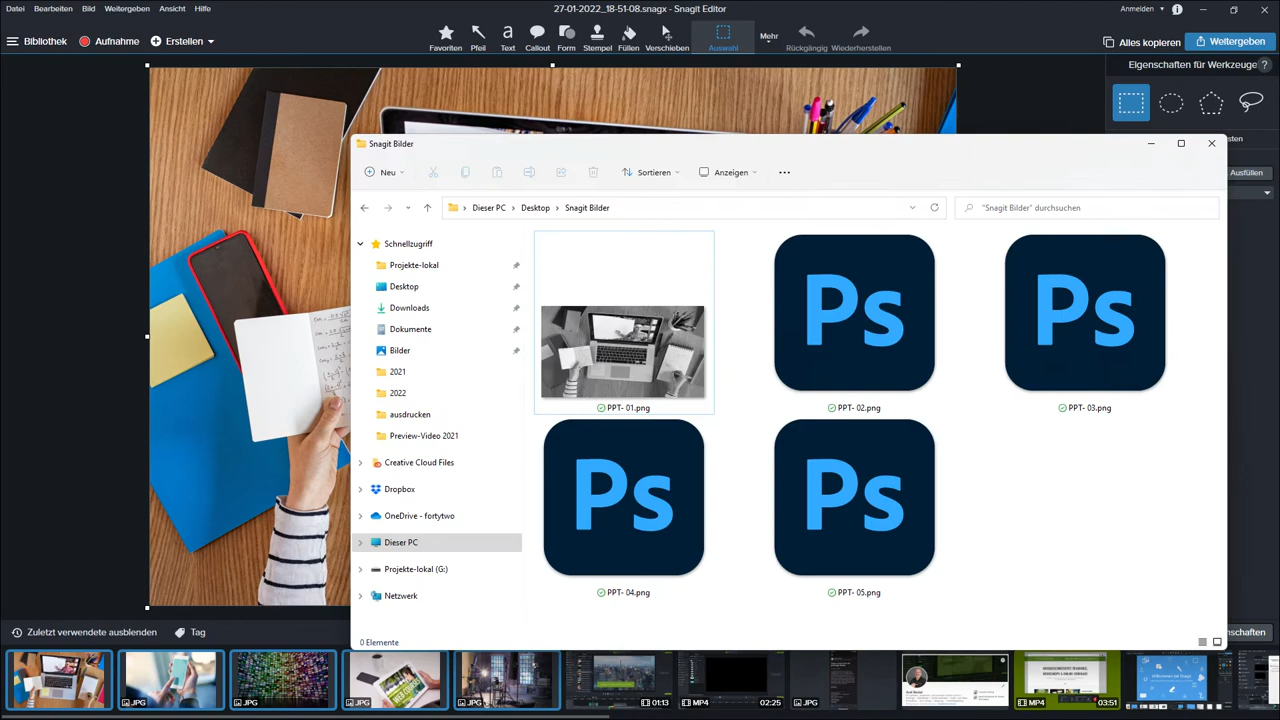 Datei Bearbeiten Bild Weitergeben Ansicht Hilfe
27-01-2022_18-51-08.snagx - Snagit Editor
Anmelden
Bibliothek Aufnahme Erstellen
Favoriten Pfeil Text Callout Form Stempel Füllen Verschieben Auswahl Mehr Rückgängig Wiederherstellen
Alles kopieren Weitergeben
Eigenschaften für Werkzeuge ?
Ausfüllen
Snagit Bilder
Neu Sortieren Anzeigen
Dieser PC Desktop Snagit Bilder
"Snagit Bilder" durchsuchen
Schnellzugriff
Projekte-lokal
Desktop
Downloads
Dokumente
Bilder
2021
2022
ausdrucken
Preview-Video 2021
Creative Cloud Files
Dropbox
OneDrive - fortytwo
Dieser PC
Projekte-lokal (G:)
Netzwerk
Ps Ps
PPT- 01.png PPT- 02.png PPT- 03.png
Ps Ps
PPT- 04.png PPT- 05.png
0 Elemente
Zuletzt verwendete ausblenden Tag
JPG JPG JPG JPG 01:13 MP4 02:25 JPG MP4 03:51